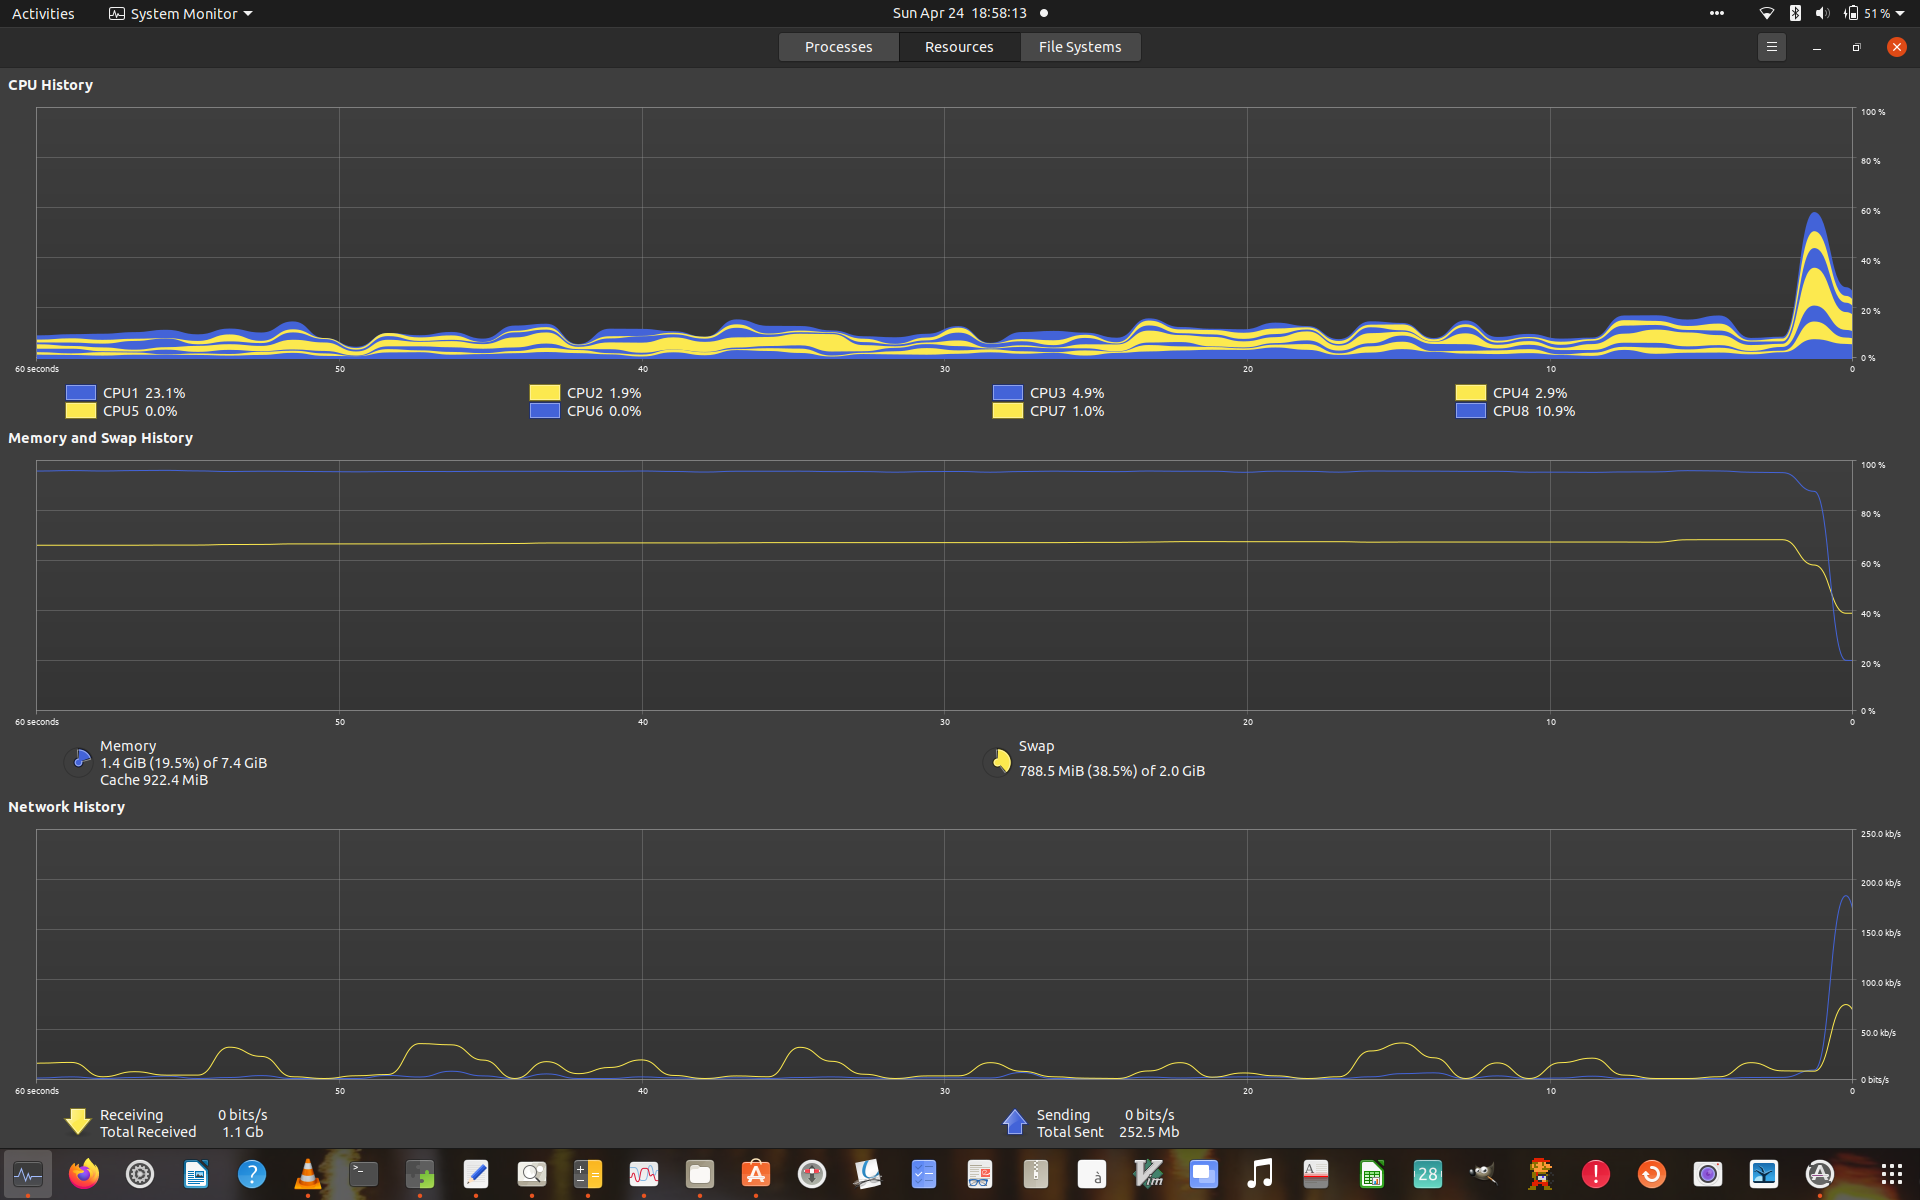 Activities System Monitor Sun Apr 24 18:58:13 51 %
Processes Resources File Systems
CPU History
100 %
80 %
60 %
40 %
20 %
0 %
60 seconds 50 40 30 20 10 0
CPU1 23.1% CPU2 1.9% CPU3 4.9% CPU4 2.9%
CPU5 0.0% CPU6 0.0% CPU7 1.0% CPU8 10.9%
Memory and Swap History
100 %
80 %
60 %
40 %
20 %
0 %
60 seconds 50 40 30 20 10 0
Memory
1.4 GiB (19.5%) of 7.4 GiB
Cache 922.4 MiB
Swap
788.5 MiB (38.5%) of 2.0 GiB
Network History
250.0 kb/s
200.0 kb/s
150.0 kb/s
100.0 kb/s
50.0 kb/s
0 bits/s
60 seconds 50 40 30 20 10 0
Receiving 0 bits/s
Total Received 1.1 Gb
Sending 0 bits/s
Total Sent 252.5 Mb
? >_ à Vim A 28 !